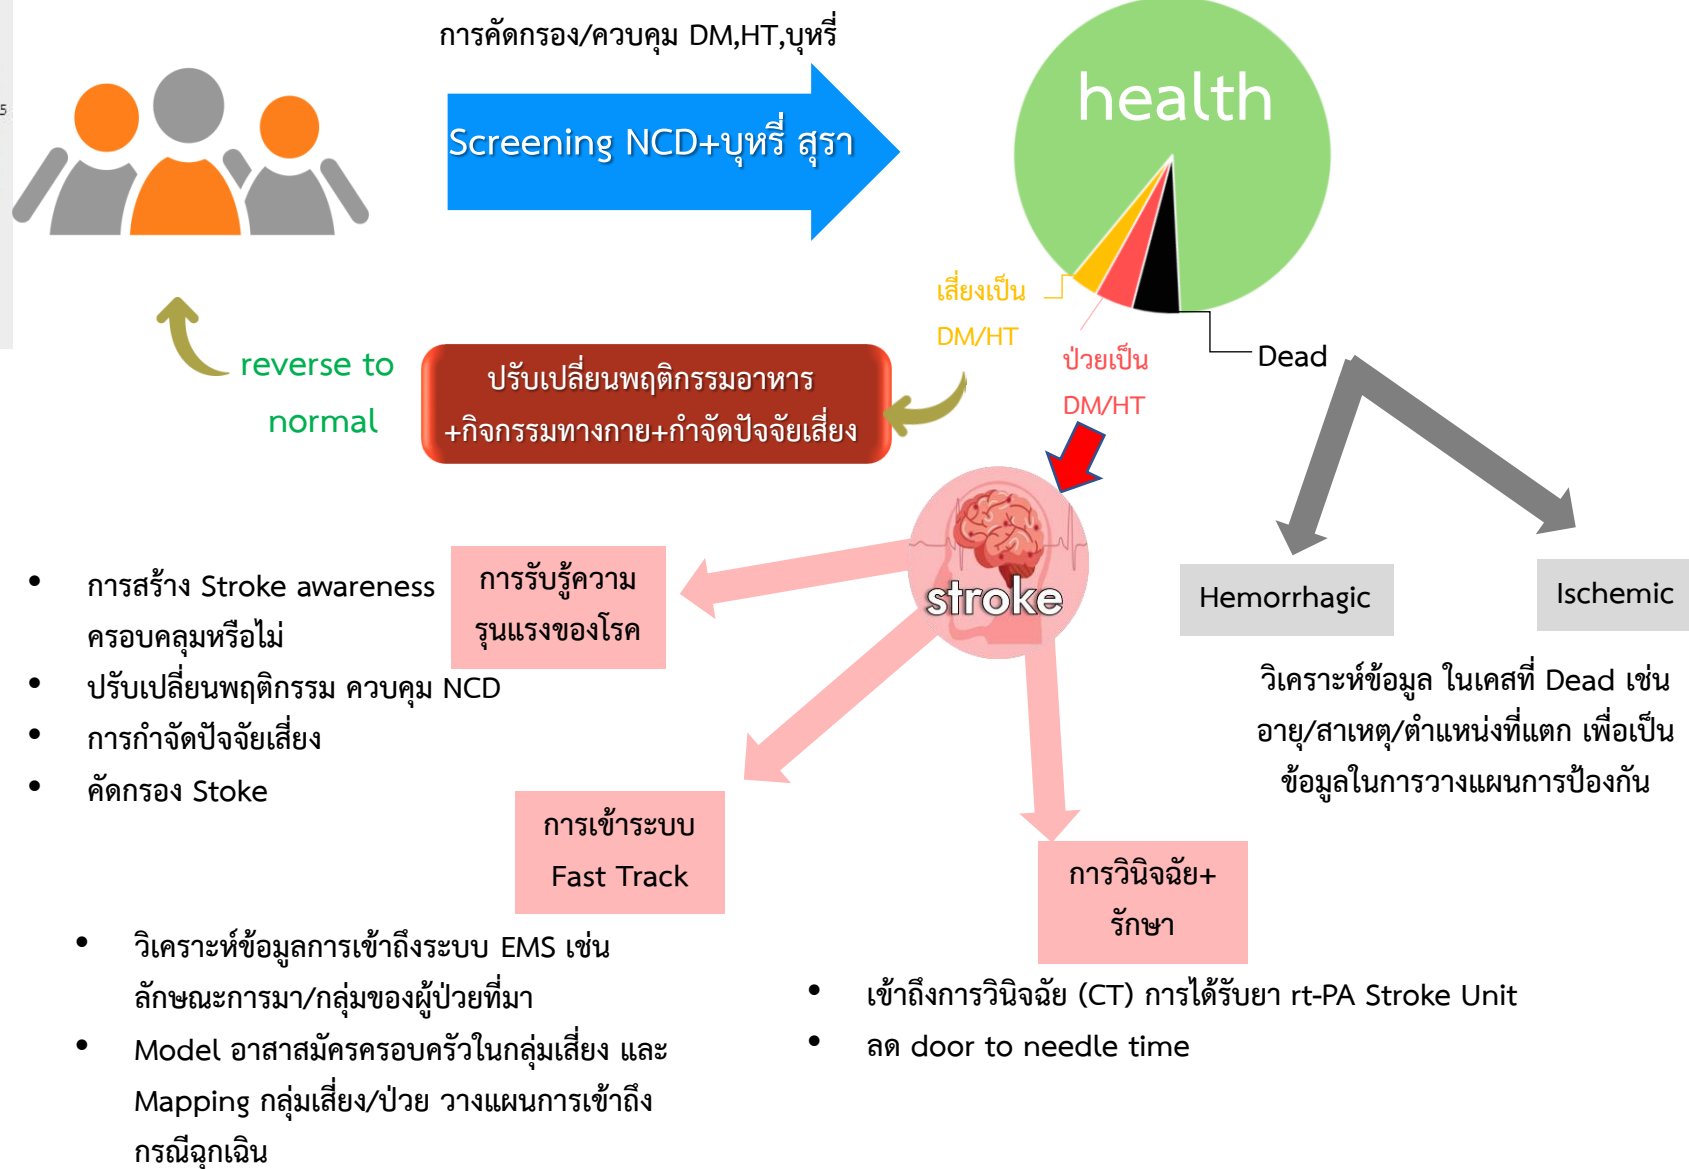 5
การคัดกรอง/ควบคุม DM,HT,บุหรี่
Screening NCD+บุหรี่ สุรา
health
เสี่ยงเป็น
DM/HT
ป่วยเป็น
DM/HT
Dead
reverse to
normal
ปรับเปลี่ยนพฤติกรรมอาหาร
+กิจกรรมทางกาย+กำจัดปัจจัยเสี่ยง
stroke
Hemorrhagic
Ischemic
วิเคราะห์ข้อมูล ในเคสที่ Dead เช่น
อายุ/สาเหตุ/ตำแหน่งที่แตก เพื่อเป็น
ข้อมูลในการวางแผนการป้องกัน
การรับรู้ความ
รุนแรงของโรค
• การสร้าง Stroke awareness
ครอบคลุมหรือไม่
• ปรับเปลี่ยนพฤติกรรม ควบคุม NCD
• การกำจัดปัจจัยเสี่ยง
• คัดกรอง Stoke
การเข้าระบบ
Fast Track
• วิเคราะห์ข้อมูลการเข้าถึงระบบ EMS เช่น
ลักษณะการมา/กลุ่มของผู้ป่วยที่มา
• Model อาสาสมัครครอบครัวในกลุ่มเสี่ยง และ
Mapping กลุ่มเสี่ยง/ป่วย วางแผนการเข้าถึง
กรณีฉุกเฉิน
การวินิจฉัย+
รักษา
• เข้าถึงการวินิจฉัย (CT) การได้รับยา rt-PA Stroke Unit
• ลด door to needle time